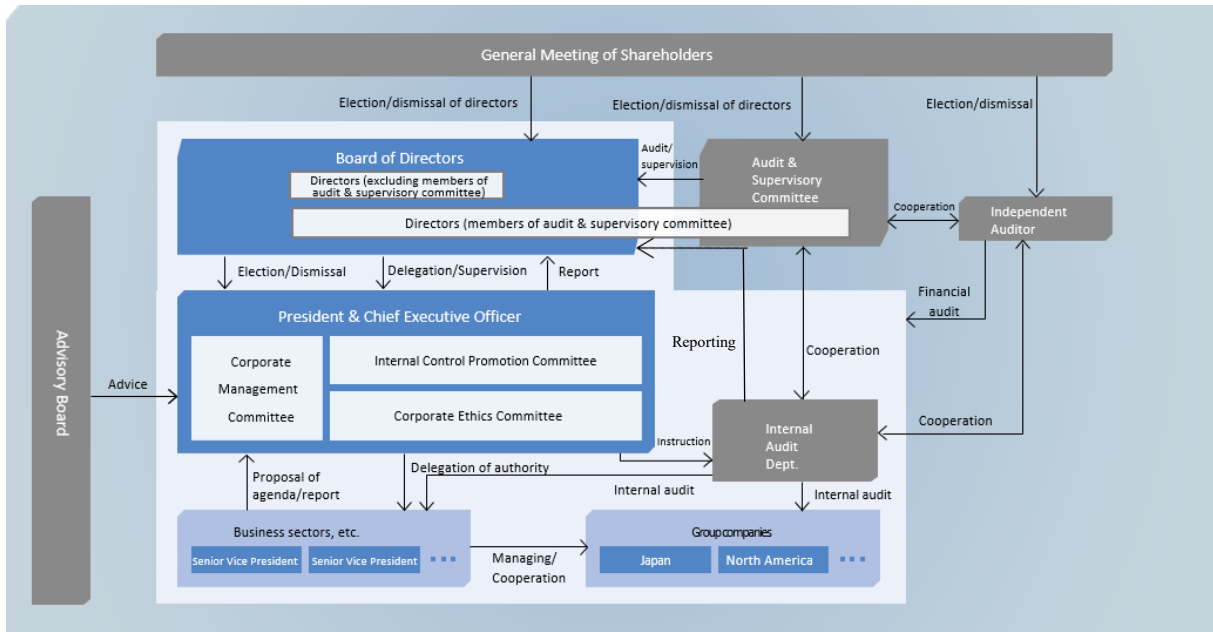 General Meeting of Shareholders
Election/dismissal of directors
Election/dismissal of directors
Election/dismissal
Board of Directors
Directors (excluding members of
audit & supervisory committee)
Directors (members of audit & supervisory committee)
Audit/
supervision
Audit &
Supervisory
Committee
Cooperation
Independent
Auditor
Election/Dismissal
Delegation/Supervision
Report
Financial
audit
President & Chief Executive Officer
Corporate
Management
Committee
Internal Control Promotion Committee
Corporate Ethics Committee
Reporting
Cooperation
Advisory Board
Advice
Internal
Audit
Dept.
Cooperation
Instruction
Proposal of
agenda/report
Delegation of authority
Internal audit
Internal audit
Business sectors, etc.
Senior Vice President
Senior Vice President
Managing/
Cooperation
Group companies
Japan
North America